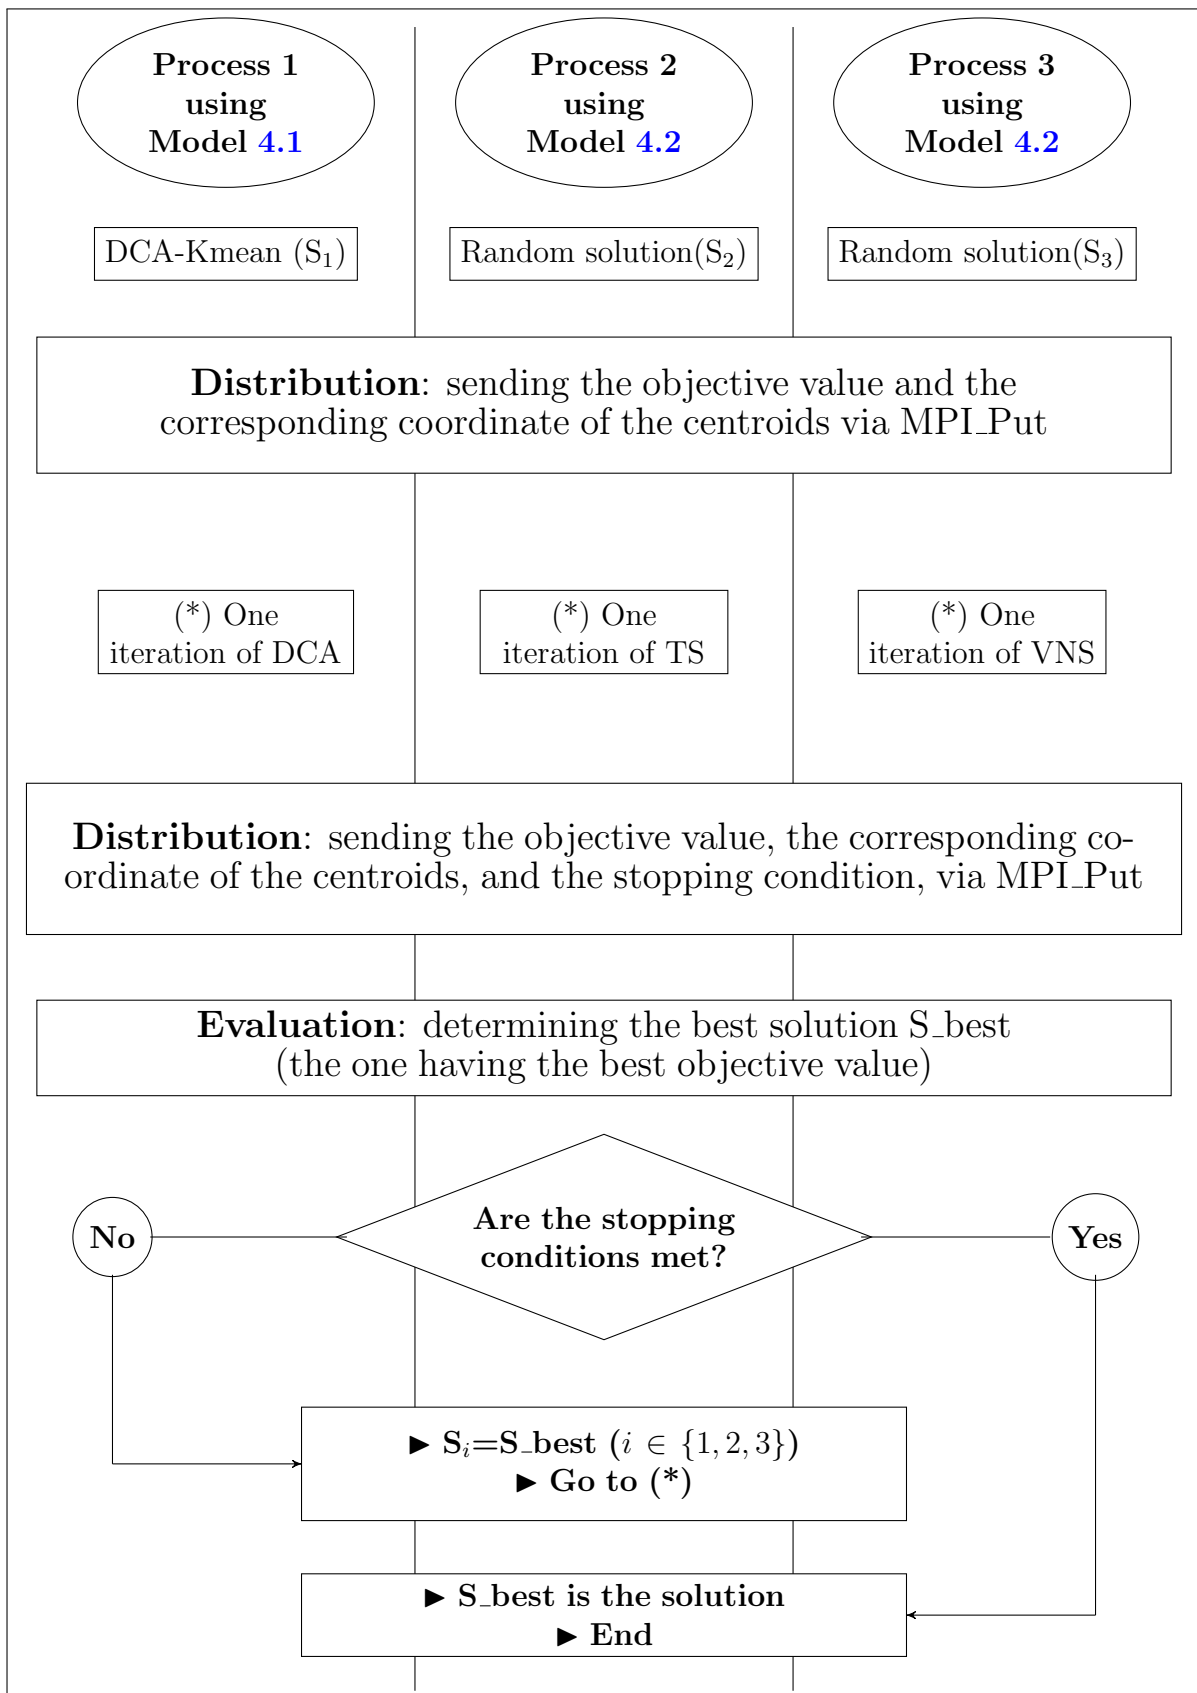 Process 1
using
Model 4.1
Process 2
using
Model 4.2
Process 3
using
Model 4.2
DCA-Kmean (S₁)
Random solution(S₂)
Random solution(S₃)
Distribution: sending the objective value and the
corresponding coordinate of the centroids via MPI_Put
(*) One
iteration of DCA
(*) One
iteration of TS
(*) One
iteration of VNS
Distribution: sending the objective value, the corresponding co-
ordinate of the centroids, and the stopping condition, via MPI_Put
Evaluation: determining the best solution S_best
(the one having the best objective value)
No
Are the stopping
conditions met?
Yes
▶ Sᵢ=S_best (i ∈ {1, 2, 3})
▶ Go to (*)
▶ S_best is the solution
▶ End